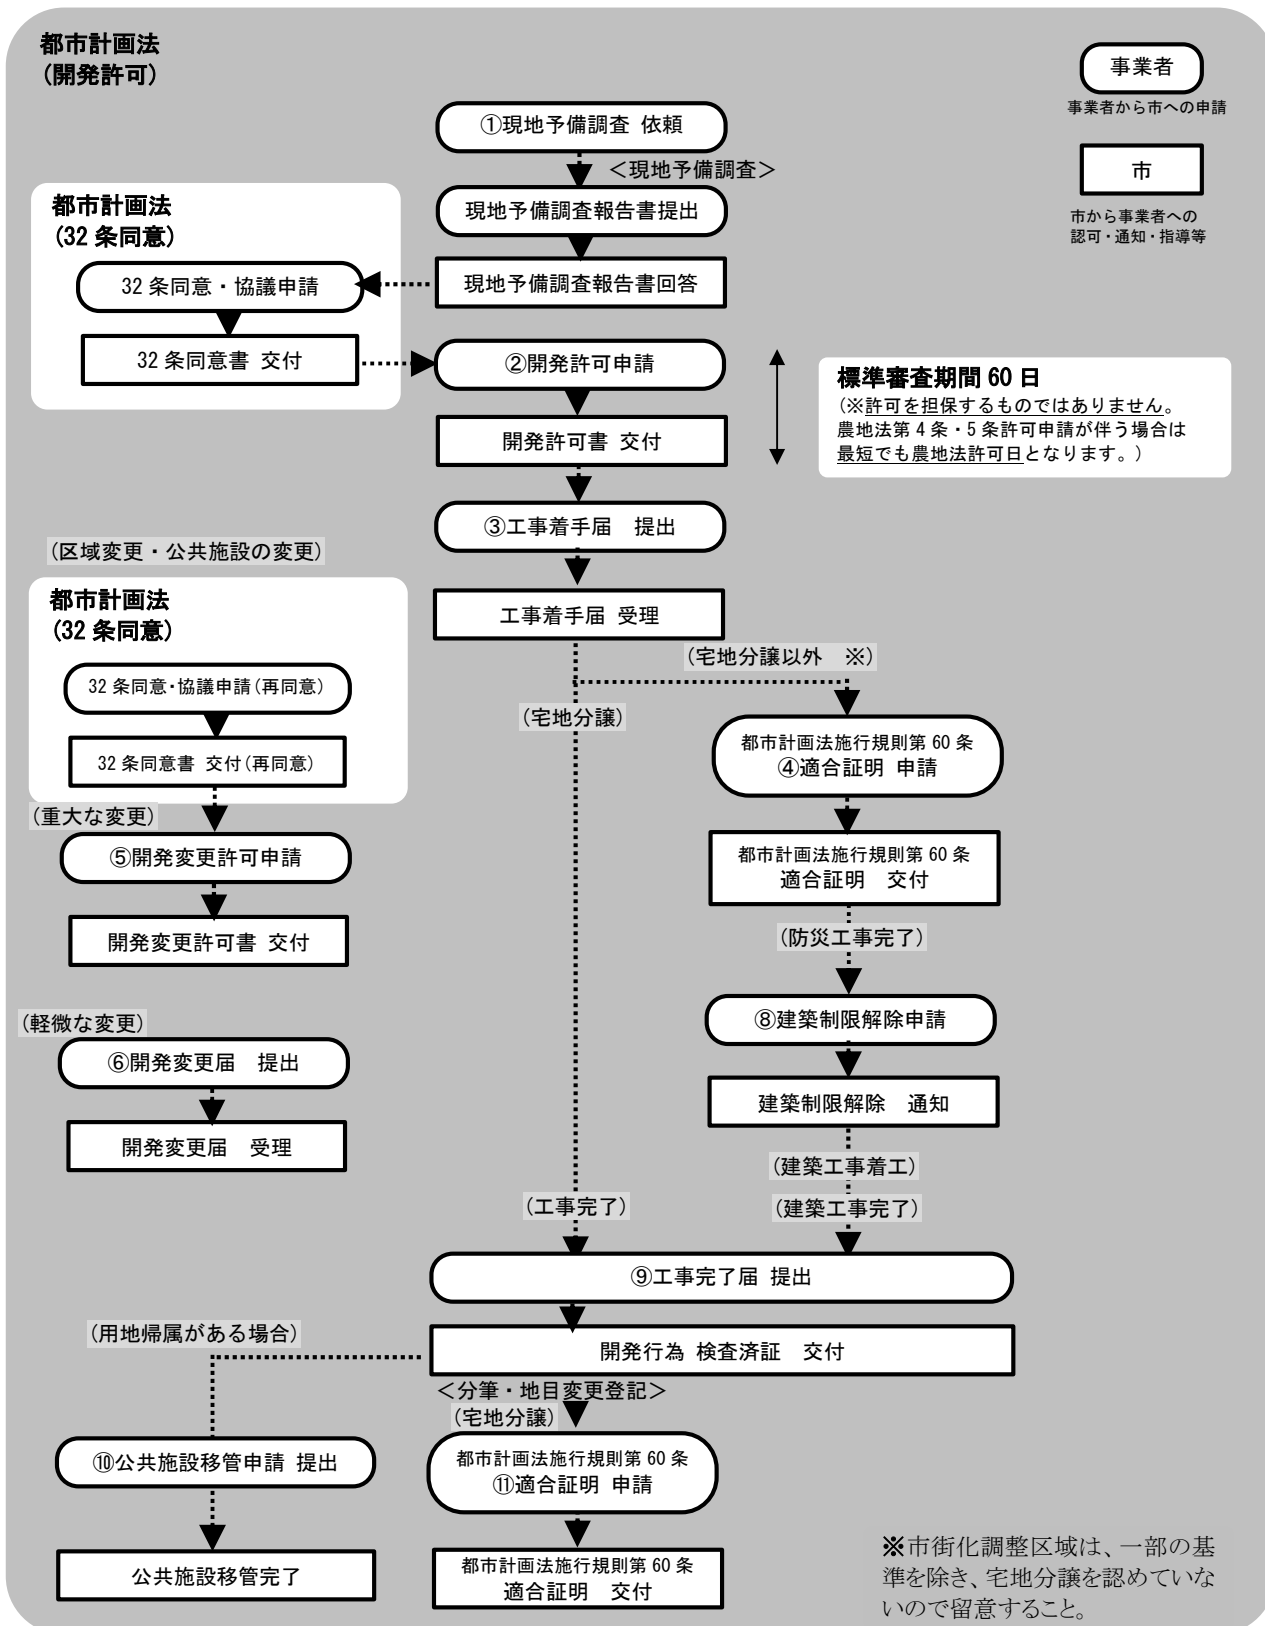 都市計画法
(開発許可)
事業者
事業者から市への申請
市
市から事業者への
認可・通知・指導等
①現地予備調査 依頼
＜現地予備調査＞
現地予備調査報告書提出
現地予備調査報告書回答
都市計画法
(32 条同意)
32 条同意・協議申請
32 条同意書 交付
②開発許可申請
開発許可書 交付
標準審査期間 60 日
(※許可を担保するものではありません。
農地法第 4 条・5 条許可申請が伴う場合は
最短でも農地法許可日となります。)
③工事着手届　提出
工事着手届 受理
(区域変更・公共施設の変更)
都市計画法
(32 条同意)
32 条同意･協議申請(再同意)
32 条同意書 交付(再同意)
(重大な変更)
⑤開発変更許可申請
開発変更許可書 交付
(軽微な変更)
⑥開発変更届　提出
開発変更届　受理
(宅地分譲以外　※)
(宅地分譲)
都市計画法施行規則第 60 条
④適合証明 申請
都市計画法施行規則第 60 条
適合証明　交付
(防災工事完了)
⑧建築制限解除申請
建築制限解除　通知
(建築工事着工)
(工事完了)
(建築工事完了)
⑨工事完了届 提出
開発行為 検査済証　交付
(用地帰属がある場合)
＜分筆・地目変更登記＞
(宅地分譲)
⑩公共施設移管申請 提出
公共施設移管完了
都市計画法施行規則第 60 条
⑪適合証明 申請
都市計画法施行規則第 60 条
適合証明　交付
※市街化調整区域は、一部の基
準を除き、宅地分譲を認めていな
いので留意すること。